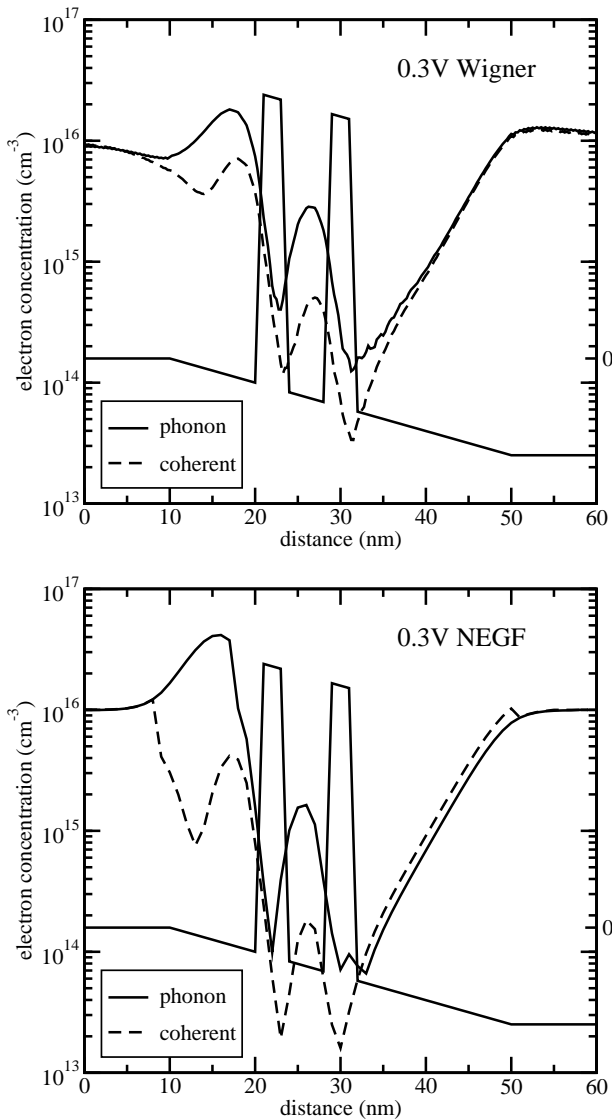 10^17
0.3V Wigner
10^16
electron concentration (cm^-3)
10^15
0
10^14
phonon
coherent
10^13
0 10 20 30 40 50 60
distance (nm)
10^17
0.3V NEGF
10^16
electron concentration (cm^-3)
10^15
0
10^14
phonon
coherent
10^13
0 10 20 30 40 50 60
distance (nm)